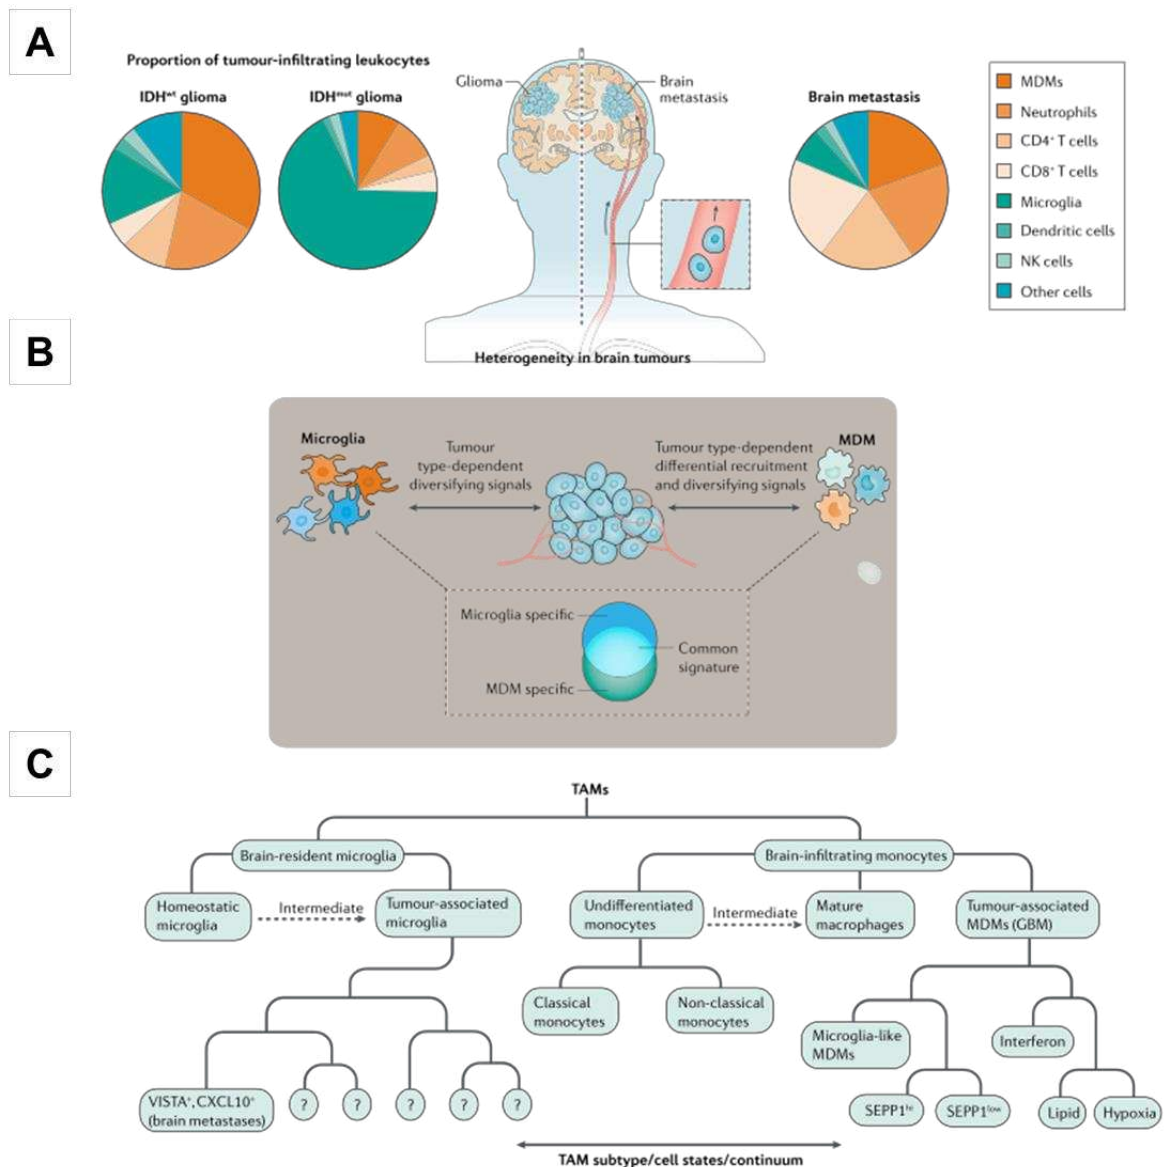 A
Proportion of tumour-infiltrating leukocytes
IDHʷᵗ glioma
IDHᵐᵘᵗ glioma
Glioma
Brain
metastasis
Brain metastasis
MDMs
Neutrophils
CD4⁺ T cells
CD8⁺ T cells
Microglia
Dendritic cells
NK cells
Other cells
Heterogeneity in brain tumours
B
Microglia
Tumour
type-dependent
diversifying signals
Tumour type-dependent
differential recruitment
and diversifying signals
MDM
Microglia specific
Common
signature
MDM specific
C
TAMs
Brain-resident microglia
Brain-infiltrating monocytes
Homeostatic
microglia
Intermediate
Tumour-associated
microglia
Undifferentiated
monocytes
Intermediate
Mature
macrophages
Tumour-associated
MDMs (GBM)
Classical
monocytes
Non-classical
monocytes
Microglia-like
MDMs
Interferon
VISTA⁺, CXCL10⁺
(brain metastases)
?
?
?
?
?
SEPP1ʰⁱ
SEPP1ˡᵒʷ
Lipid
Hypoxia
TAM subtype/cell states/continuum